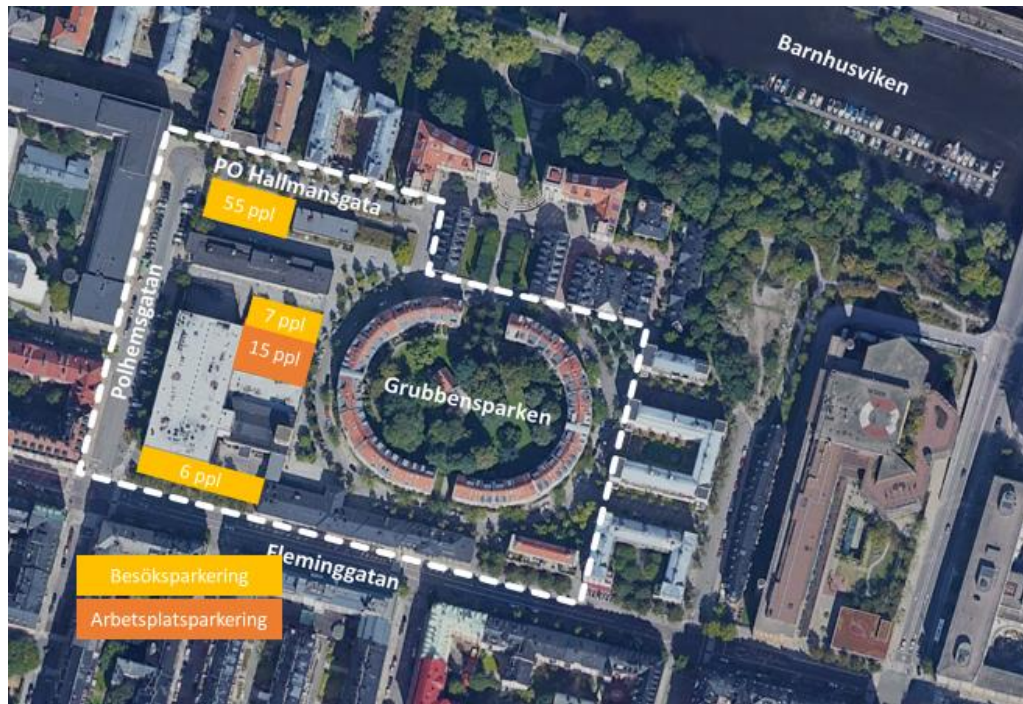 Barnhusviken
PO Hallmansgata
55 ppl
Polhemsgatan
7 ppl
15 ppl
Grubbensparken
6 ppl
Fleminggatan
Besöksparkering
Arbetsplatsparkering